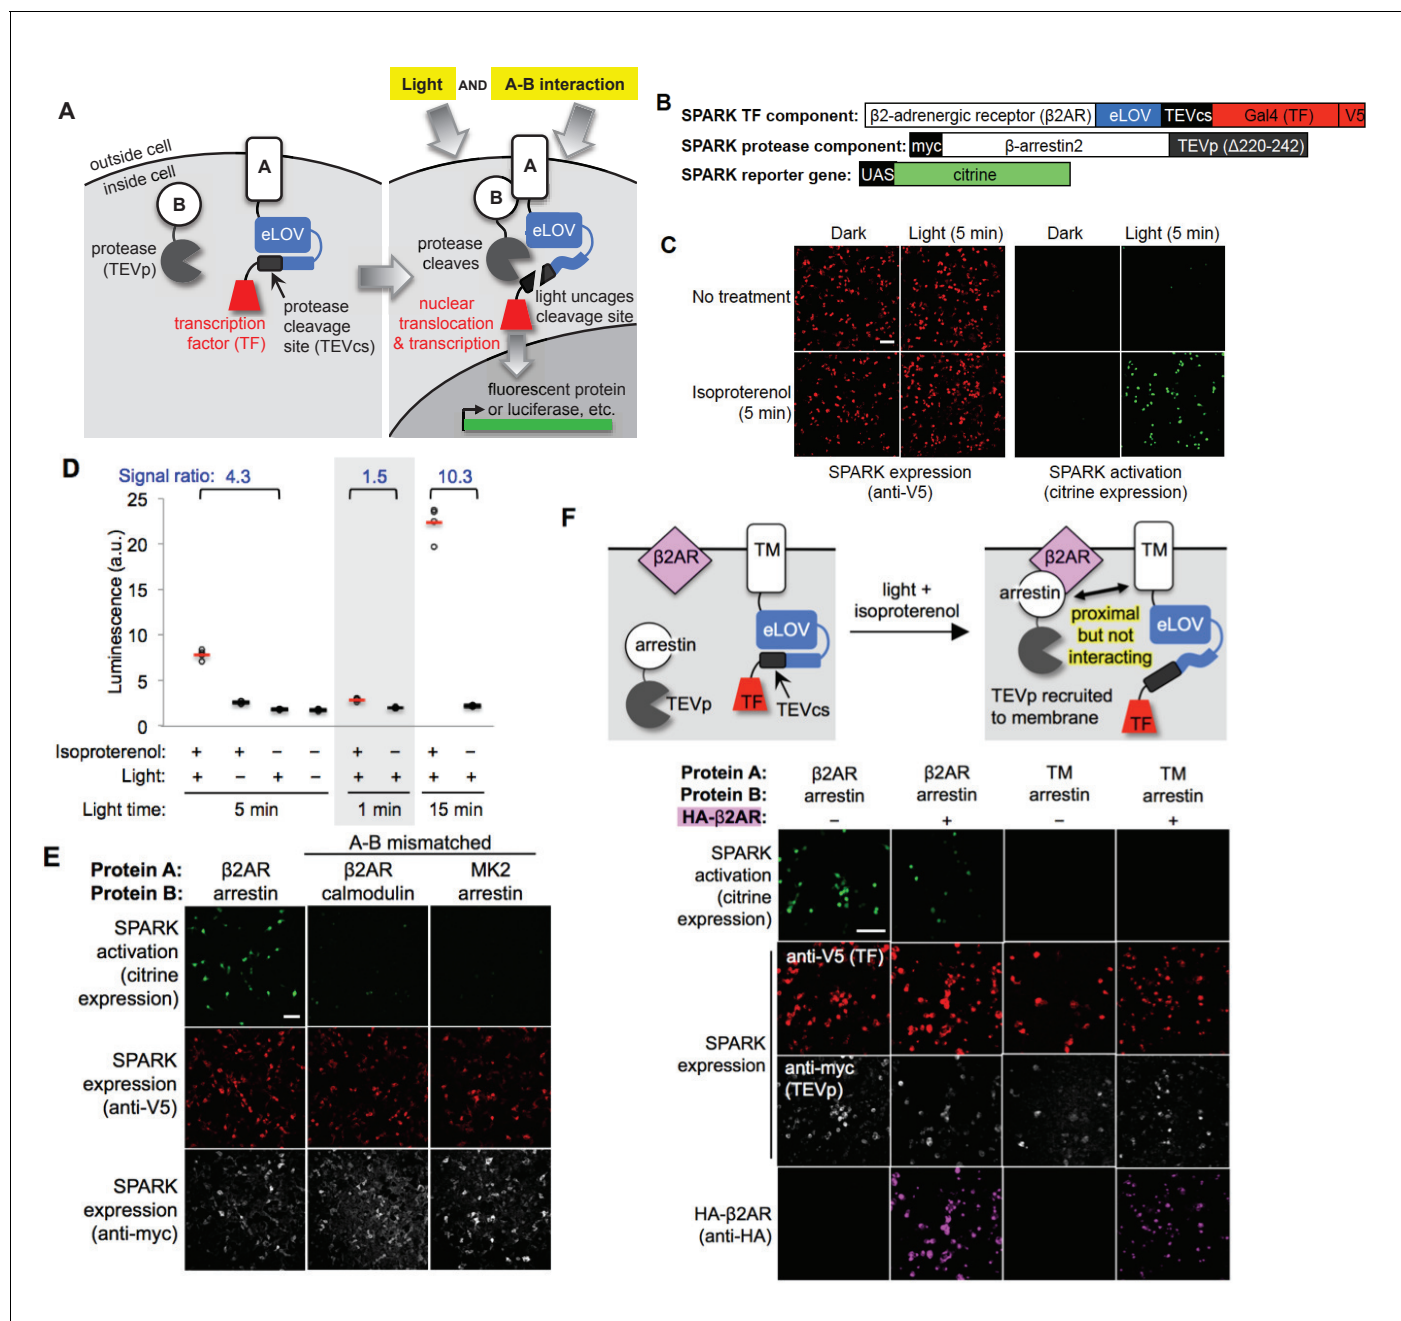 A
Light AND A-B interaction
outside cell
inside cell
A
B
eLOV
protease
(TEVp)
transcription
factor (TF)
protease
cleavage
site (TEVcs)
A
B
eLOV
protease
cleaves
nuclear
translocation
& transcription
light uncages
cleavage site
fluorescent protein
or luciferase, etc.
B
SPARK TF component: β2-adrenergic receptor (β2AR) eLOV TEVcs Gal4 (TF) V5
SPARK protease component: myc β-arrestin2 TEVp (Δ220-242)
SPARK reporter gene: UAS citrine
C
Dark Light (5 min) Dark Light (5 min)
No treatment
Isoproterenol
(5 min)
SPARK expression
(anti-V5)
SPARK activation
(citrine expression)
D
Signal ratio: 4.3 1.5 10.3
Luminescence (a.u.)
25
20
15
10
5
0
Isoproterenol: + + – – + – + –
Light: + – + – + + + +
Light time: 5 min 1 min 15 min
E
A-B mismatched
Protein A: β2AR β2AR MK2
Protein B: arrestin calmodulin arrestin
SPARK
activation
(citrine
expression)
SPARK
expression
(anti-V5)
SPARK
expression
(anti-myc)
F
β2AR
TM
eLOV
arrestin
TEVp
TF
TEVcs
light +
isoproterenol
β2AR
TM
arrestin
proximal
but not
interacting
eLOV
TEVp recruited
to membrane
TF
Protein A: β2AR β2AR TM TM
Protein B: arrestin arrestin arrestin arrestin
HA-β2AR: – + – +
SPARK
activation
(citrine
expression)
anti-V5 (TF)
SPARK
expression
anti-myc
(TEVp)
HA-β2AR
(anti-HA)